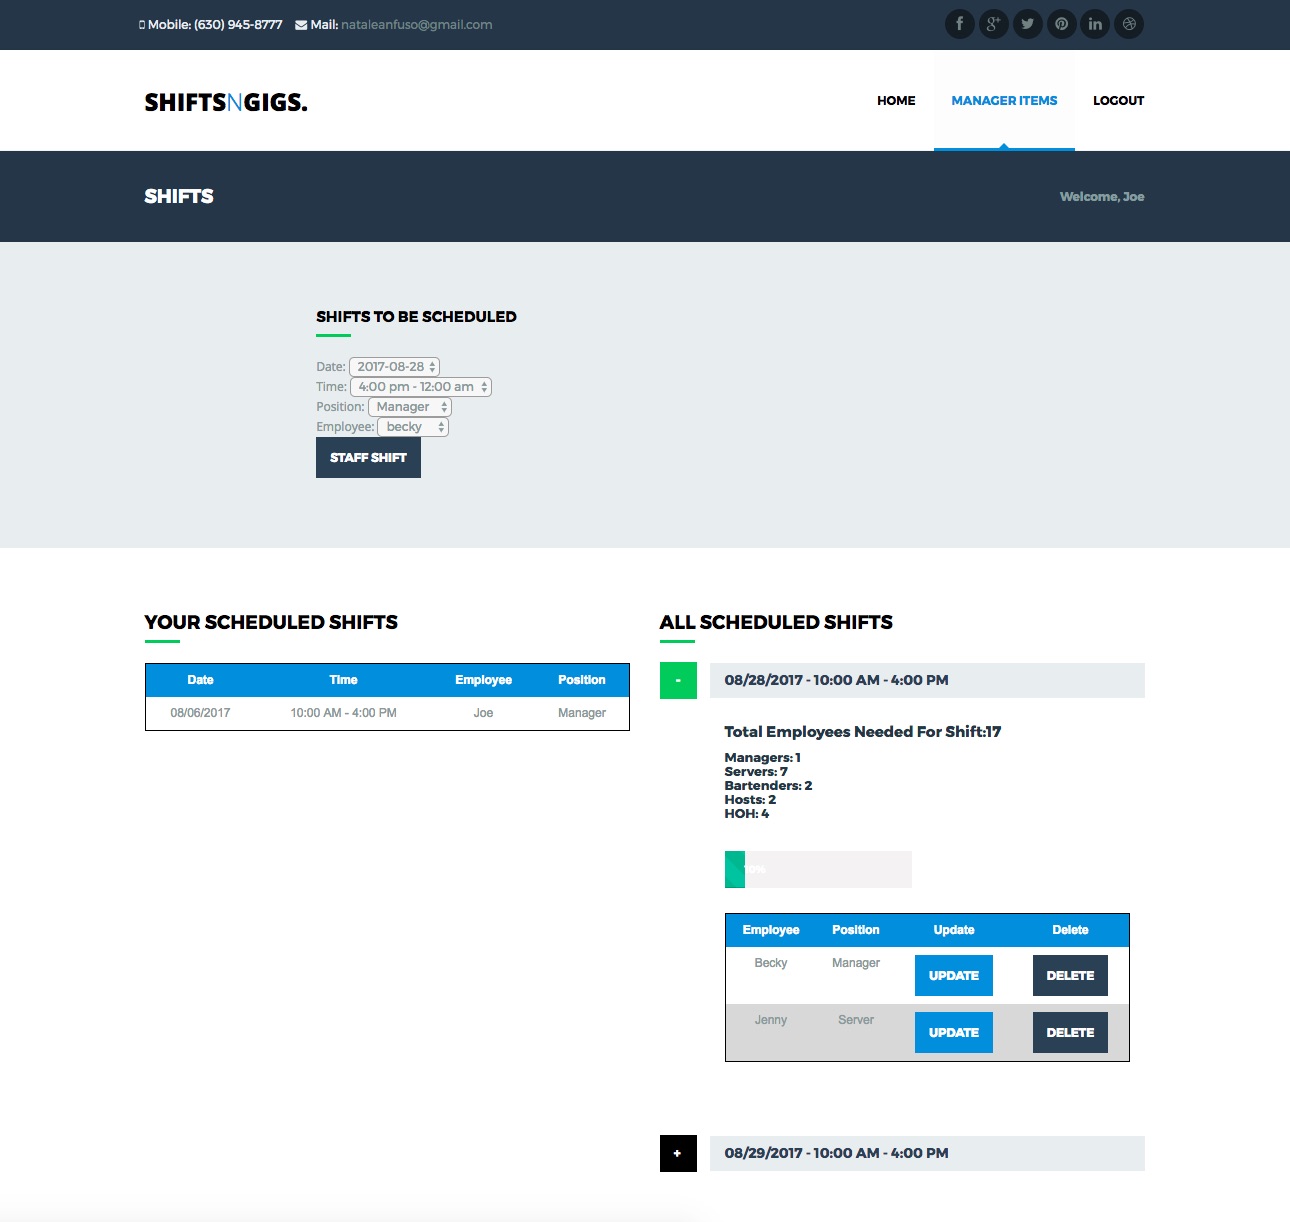 Mobile: (630) 945-8777 Mail: nataleanfuso@gmail.com
SHIFTSNGIGS.
HOME MANAGER ITEMS LOGOUT
SHIFTS
Welcome, Joe
SHIFTS TO BE SCHEDULED
Date: 2017-08-28
Time: 4:00 pm - 12:00 am
Position: Manager
Employee: becky
STAFF SHIFT
YOUR SCHEDULED SHIFTS
Date Time Employee Position
08/06/2017 10:00 AM - 4:00 PM Joe Manager
ALL SCHEDULED SHIFTS
- 08/28/2017 - 10:00 AM - 4:00 PM
Total Employees Needed For Shift:17
Managers: 1
Servers: 7
Bartenders: 2
Hosts: 2
HOH: 4
Employee Position Update Delete
Becky Manager UPDATE DELETE
Jenny Server UPDATE DELETE
+ 08/29/2017 - 10:00 AM - 4:00 PM